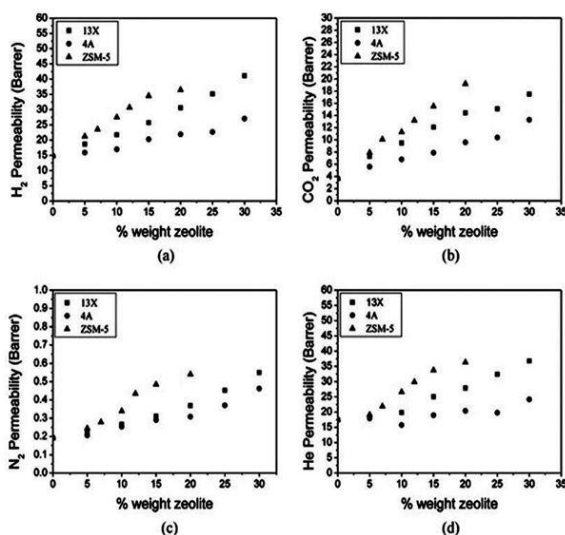 60
55
50
45
40
35
30
25
20
15
10
5
0
H₂ Permeability (Barrer)
13X
4A
ZSM-5
0 5 10 15 20 25 30 35
% weight zeolite
(a)
30
28
26
24
22
20
18
16
14
12
10
8
6
4
2
0
CO₂ Permeability (Barrer)
13X
4A
ZSM-5
0 5 10 15 20 25 30 35
% weight zeolite
(b)
1.0
0.9
0.8
0.7
0.6
0.5
0.4
0.3
0.2
0.1
0.0
N₂ Permeability (Barrer)
13X
4A
ZSM-5
0 5 10 15 20 25 30
% weight zeolite
(c)
60
55
50
45
40
35
30
25
20
15
10
5
0
He Permeability (Barrer)
13X
4A
ZSM-5
0 5 10 15 20 25 30 35
% weight zeolite
(d)